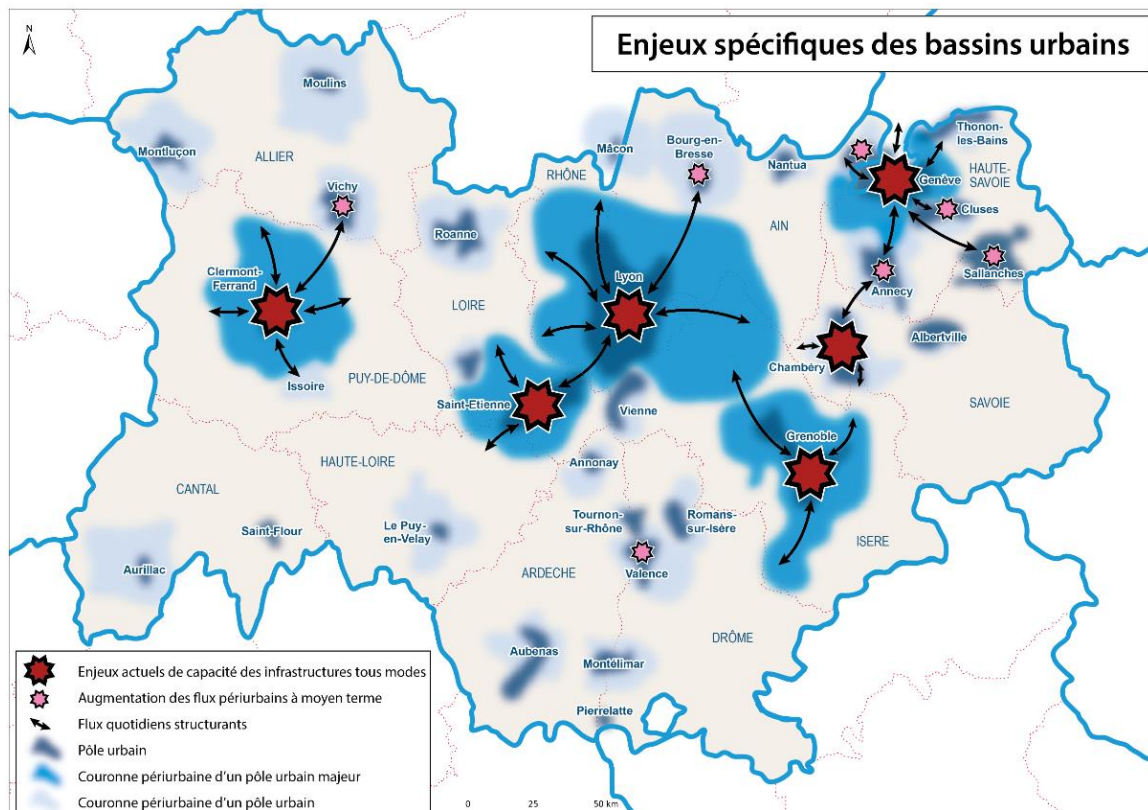 N
Enjeux spécifiques des bassins urbains
Moulins
Montluçon
ALLIER
Vichy
Mâcon
Bourg-en-
Bresse
Nantua
Thonon-
les-Bains
Genève
HAUTE-
SAVOIE
RHÔNE
Cluses
Roanne
AIN
Clermont-
Ferrand
Lyon
Sallanches
Annecy
LOIRE
Albertville
Chambéry
Issoire
PUY-DE-DÔME
Saint-Etienne
Vienne
SAVOIE
Grenoble
HAUTE-LOIRE
Annonay
CANTAL
Saint-Flour
Le Puy-
en-Velay
Tournon-
sur-Rhône
Romans-
sur-Isère
ISERE
Aurillac
ARDECHE
Valence
DRÔME
Aubenas
Montélimar
Pierrelatte
Enjeux actuels de capacité des infrastructures tous modes
Augmentation des flux périurbains à moyen terme
Flux quotidiens structurants
Pôle urbain
Couronne périurbaine d'un pôle urbain majeur
Couronne périurbaine d'un pôle urbain
0 25 50 km